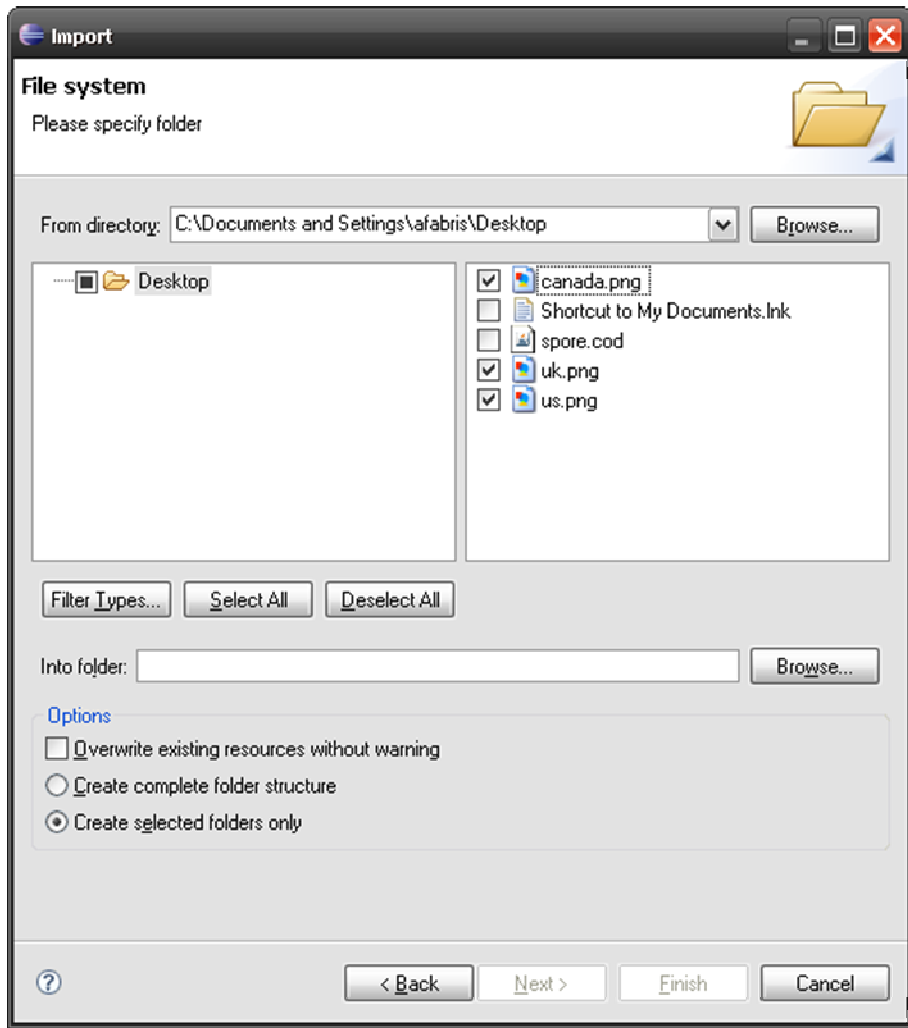 Import
File system
Please specify folder
From directory: C:\Documents and Settings\afabris\Desktop Browse...
Desktop
canada.png
Shortcut to My Documents.lnk
spore.cod
uk.png
us.png
Filter Types... Select All Deselect All
Into folder: Browse...
Options
Overwrite existing resources without warning
Create complete folder structure
Create selected folders only
? < Back Next > Finish Cancel